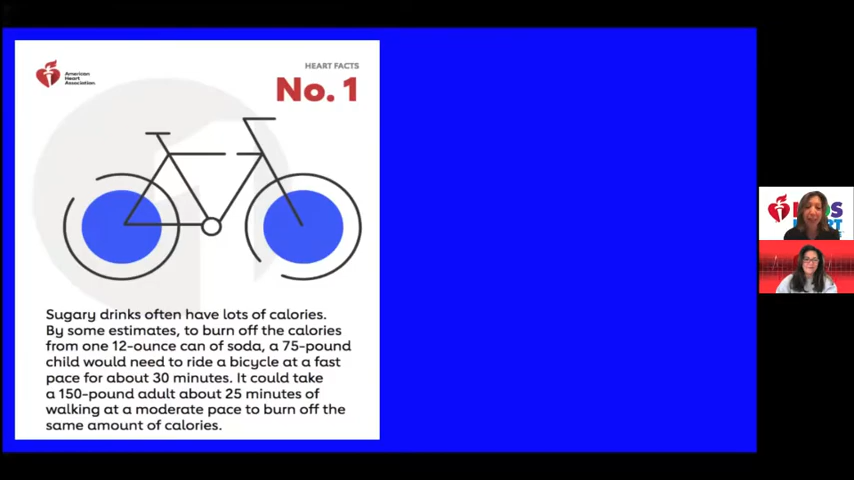 American
Heart
Association.
HEART FACTS
No. 1
Sugary drinks often have lots of calories.
By some estimates, to burn off the calories
from one 12-ounce can of soda, a 75-pound
child would need to ride a bicycle at a fast
pace for about 30 minutes. It could take
a 150-pound adult about 25 minutes of
walking at a moderate pace to burn off the
same amount of calories.